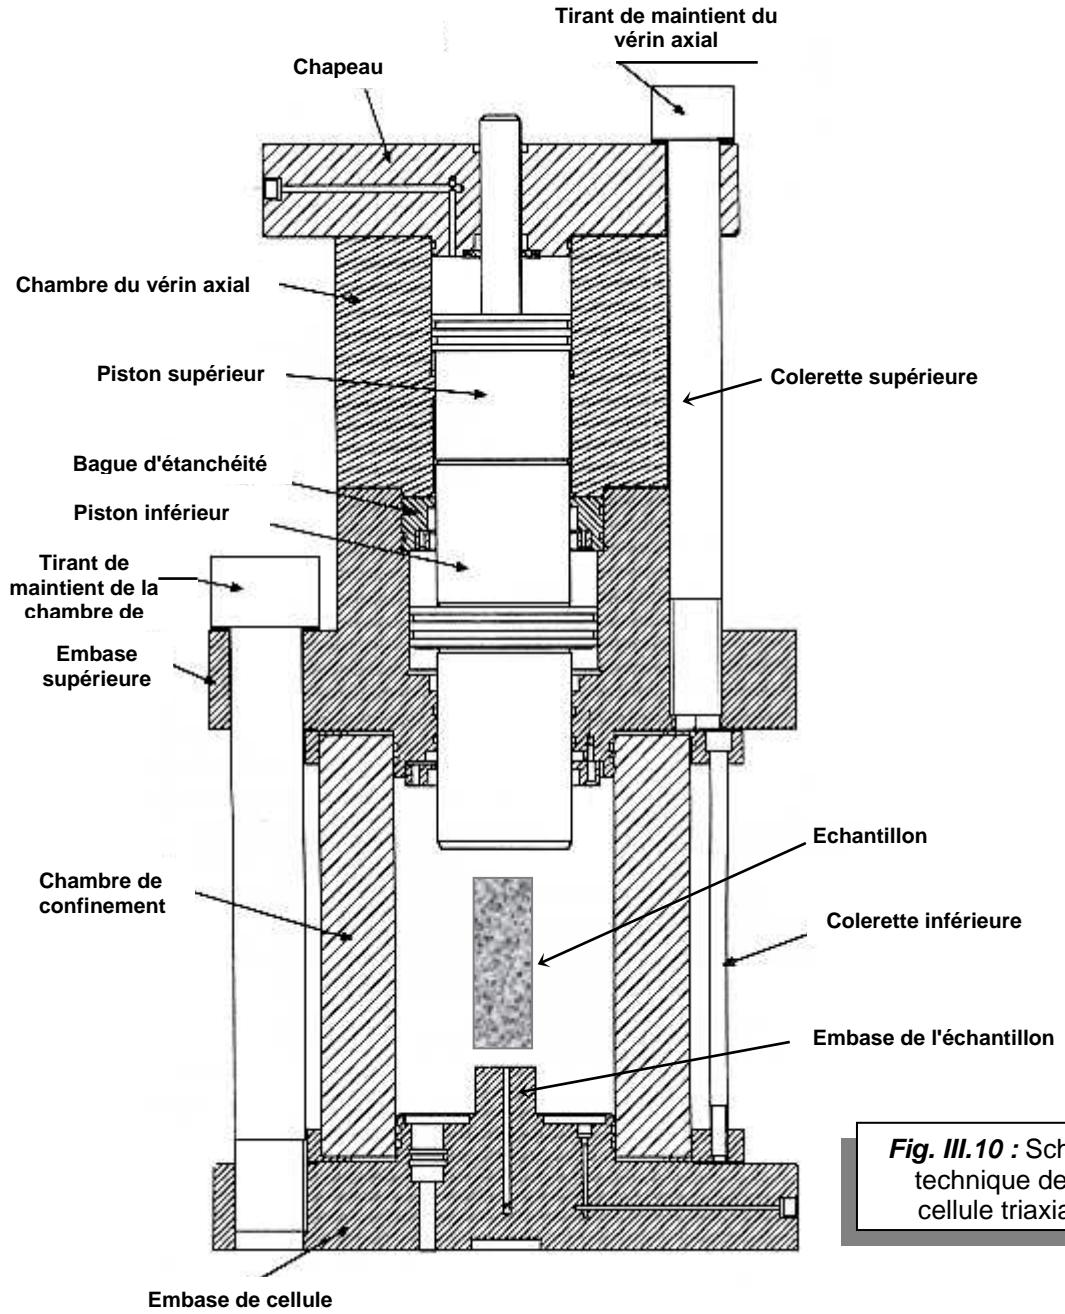 Tirant de maintient du
vérin axial
Chapeau
Chambre du vérin axial
Piston supérieur
Colerette supérieure
Bague d'étanchéité
Piston inférieur
Tirant de
maintient de la
chambre de
Embase
supérieure
Echantillon
Chambre de
confinement
Colerette inférieure
Embase de l'échantillon
Fig. III.10 : Sch
technique de
cellule triaxia
Embase de cellule